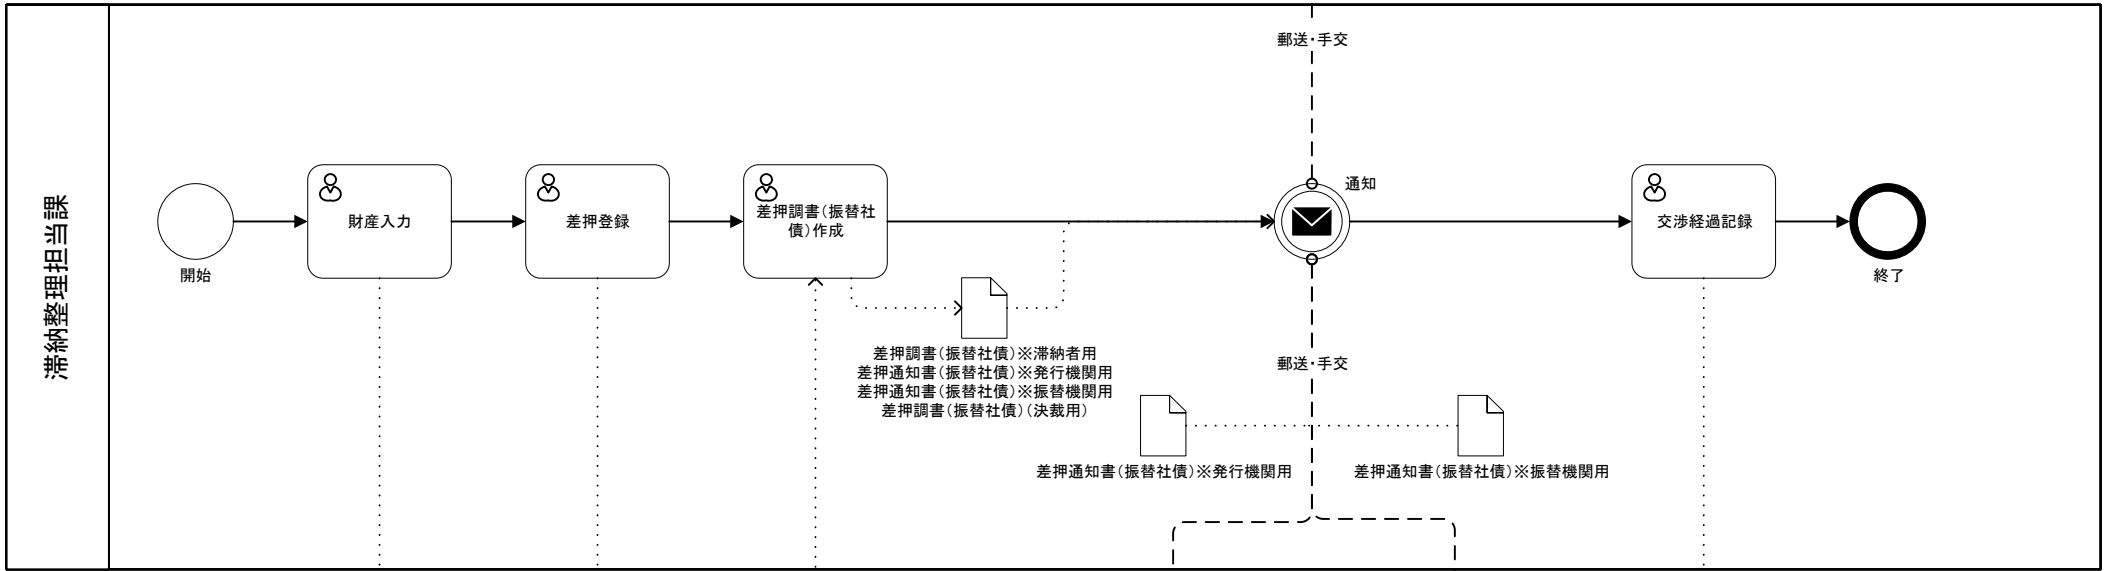 滞納整理担当課
郵送・手交
開始
財産入力
差押登録
差押調書（振替社
債）作成
通知
交渉経過記録
終了
差押調書（振替社債）※滞納者用
差押通知書（振替社債）※発行機関用
差押通知書（振替社債）※振替機関用
差押調書（振替社債）（決裁用）
郵送・手交
差押通知書（振替社債）※発行機関用
差押通知書（振替社債）※振替機関用